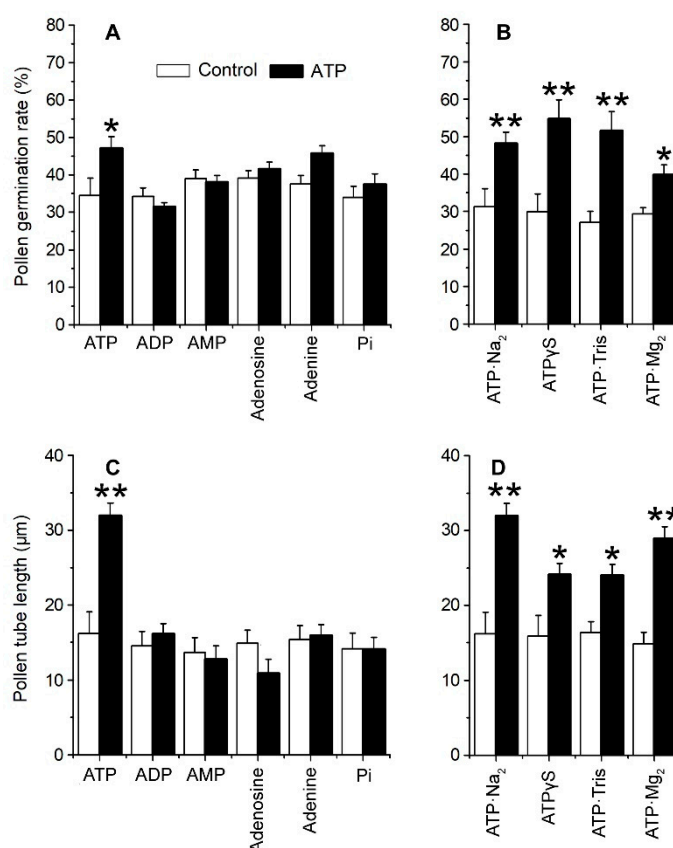 A
B
Control
ATP
Pollen germination rate (%)
80
70
60
50
40
30
20
10
0
*
ATP
ADP
AMP
Adenosine
Adenine
Pi
80
70
60
50
40
30
20
10
0
**
**
**
*
ATP·Na₂
ATPγS
ATP·Tris
ATP·Mg₂
C
D
Pollen tube length (µm)
40
30
20
10
0
**
ATP
ADP
AMP
Adenosine
Adenine
Pi
40
30
20
10
0
**
*
*
**
ATP·Na₂
ATPγS
ATP·Tris
ATP·Mg₂